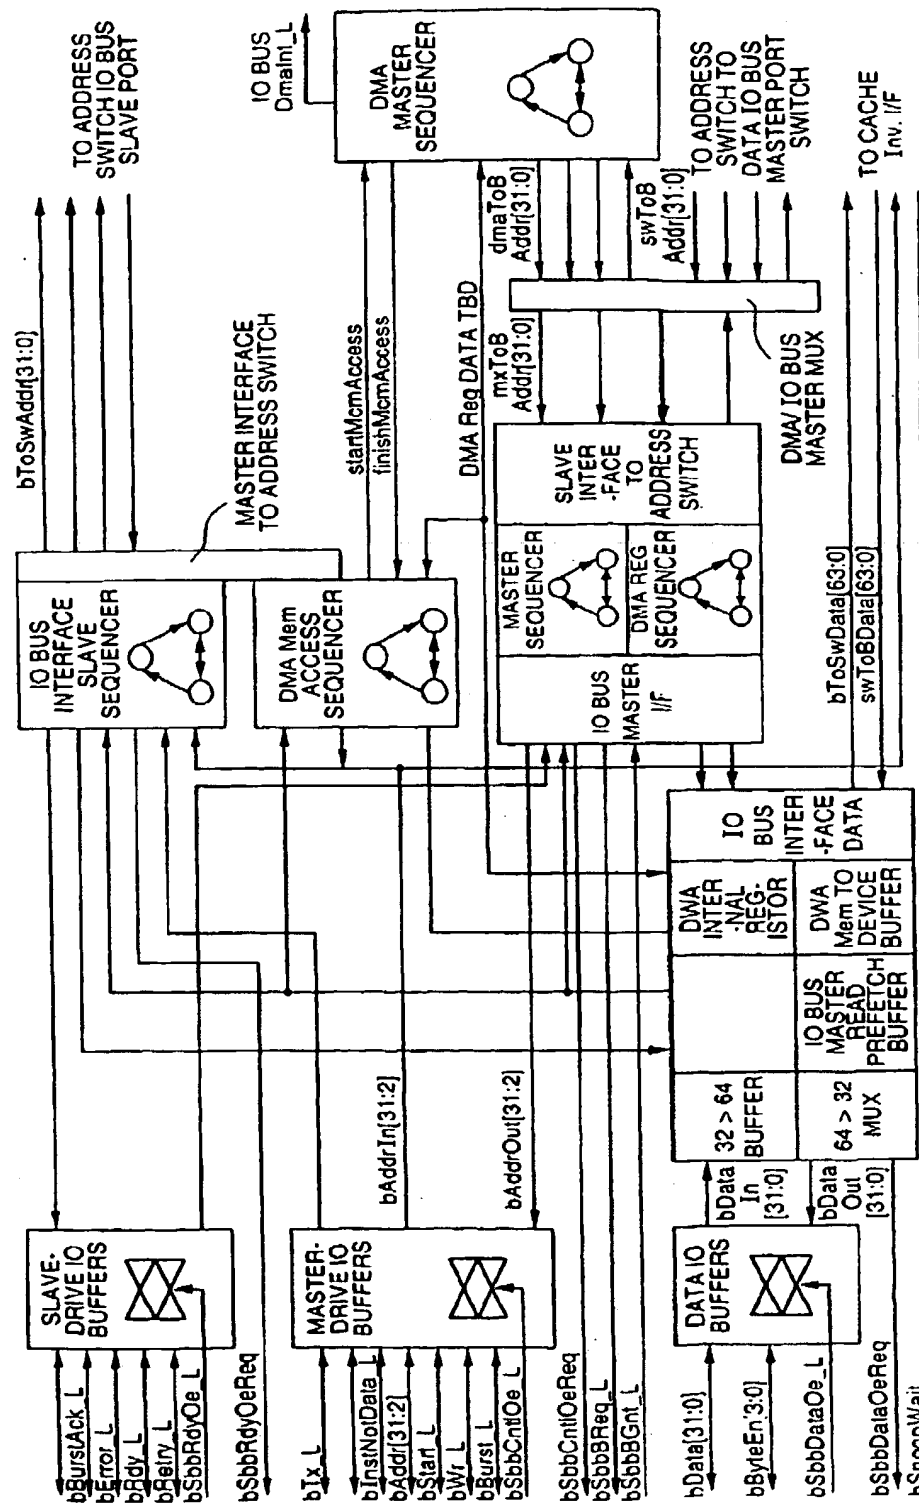 bBurstAck_L
bError_L
bRdy_L
bRetry_L
bSbbRdyOe_L
bSbbRdyOeReq
SLAVE-
DRIVE IO
BUFFERS
bTx_L
bInstNotData_L
bAddr[31:2]
bStart_L
bWr_L
bBurst_L
bSbbCntlOe_L
MASTER-
DRIVE IO
BUFFERS
bSbbCntlOeReq
bSbbBReq_L
bSbbBGnt_L
bData[31:0]
bByteEn'3:0]
bSbbDataOe_L
bSbbDataOeReq
bSnoopWait
DATA IO
BUFFERS
bData
In
[31:0]
bData
Out
[31:0]
bAddrIn[31:2]
bAddrOut[31:2]
32 > 64
BUFFER
64 > 32
MUX
IO BUS
MASTER
READ
PREFETCH
BUFFER
DWA
INTER
-NAL
REG-
ISTOR
DWA
Mem TO
DEVICE
BUFFER
IO
BUS
INTER
-FACE
DATA
IO BUS
INTERFACE
SLAVE
SEQUENCER
DMA Mem
ACCESS
SEQUENCER
IO BUS
MASTER
I/F
MASTER
SEQUENCER
DMA REG
SEQUENCER
SLAVE
INTER
-FACE
TO
ADDRESS
SWITCH
MASTER INTERFACE
TO ADDRESS SWITCH
bToSwAddr[31:0]
startMcmAccess
finishMcmAccess
DMA Reg DATA TBD
mxToB
Addr[31:0]
dmaToB
Addr[31:0]
swToB
Addr[31:0]
DMA/ IO BUS
MASTER MUX
bToSwData[63:0]
swToBData[63:0]
IO BUS
DmaInt_L
DMA
MASTER
SEQUENCER
TO ADDRESS
SWITCH IO BUS
SLAVE PORT
TO ADDRESS
SWITCH TO
DATA IO BUS
MASTER PORT
SWITCH
TO CACHE
Inv. I/F